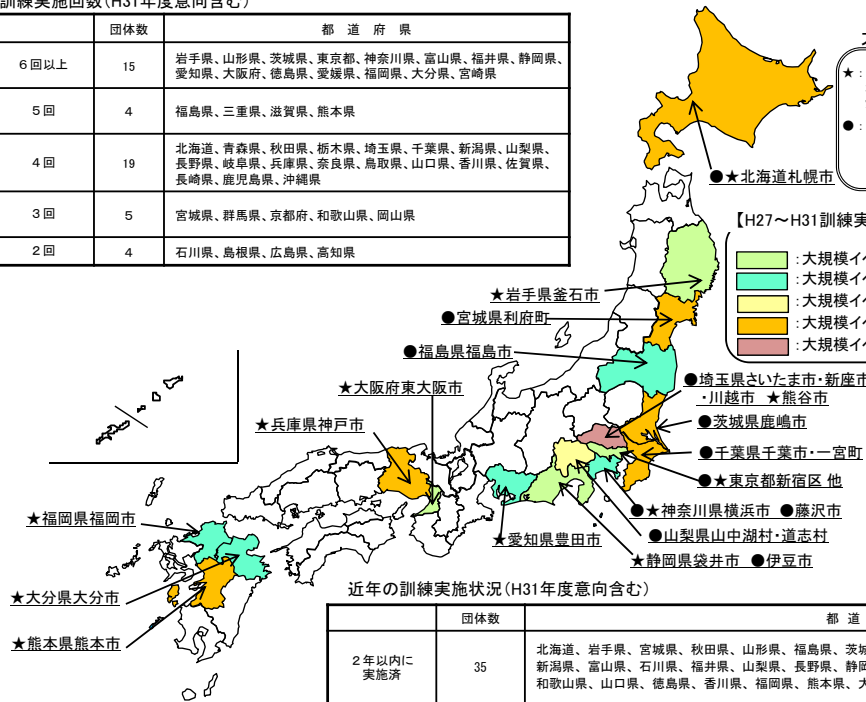 訓練実施回数(H31年度意向含む)
団体数
都道府県
6回以上
15
岩手県、山形県、茨城県、東京都、神奈川県、富山県、福井県、静岡県、
愛知県、大阪府、徳島県、愛媛県、福岡県、大分県、宮崎県
5回
4
福島県、三重県、滋賀県、熊本県
4回
19
北海道、青森県、秋田県、栃木県、埼玉県、千葉県、新潟県、山梨県、
長野県、岐阜県、兵庫県、奈良県、鳥取県、山口県、香川県、佐賀県、
長崎県、鹿児島県、沖縄県
3回
5
宮城県、群馬県、京都府、和歌山県、岡山県
2回
4
石川県、島根県、広島県、高知県
★:
●:
●★北海道札幌市
【H27~H31訓練実
:大規模イベ
:大規模イベ
:大規模イベ
:大規模イベ
:大規模イベ
★岩手県釜石市
●宮城県利府町
●福島県福島市
★大阪府東大阪市
★兵庫県神戸市
●埼玉県さいたま市・新座市
・川越市 ★熊谷市
●茨城県鹿嶋市
●千葉県千葉市・一宮町
●★東京都新宿区 他
●★神奈川県横浜市 ●藤沢市
●山梨県山中湖村・道志村
★静岡県袋井市 ●伊豆市
★愛知県豊田市
★福岡県福岡市
★大分県大分市
★熊本県熊本市
近年の訓練実施状況(H31年度意向含む)
団体数
都道
2年以内に
実施済
35
北海道、岩手県、宮城県、秋田県、山形県、福島県、茨城
新潟県、富山県、石川県、福井県、山梨県、長野県、静岡
和歌山県、山口県、徳島県、香川県、福岡県、熊本県、大